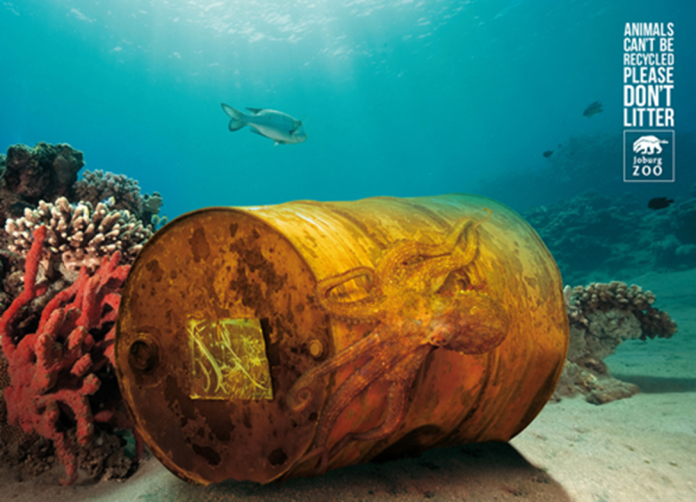 ANIMALS
CAN'T BE
RECYCLED
PLEASE
DON'T
LITTER
Joburg
ZOO